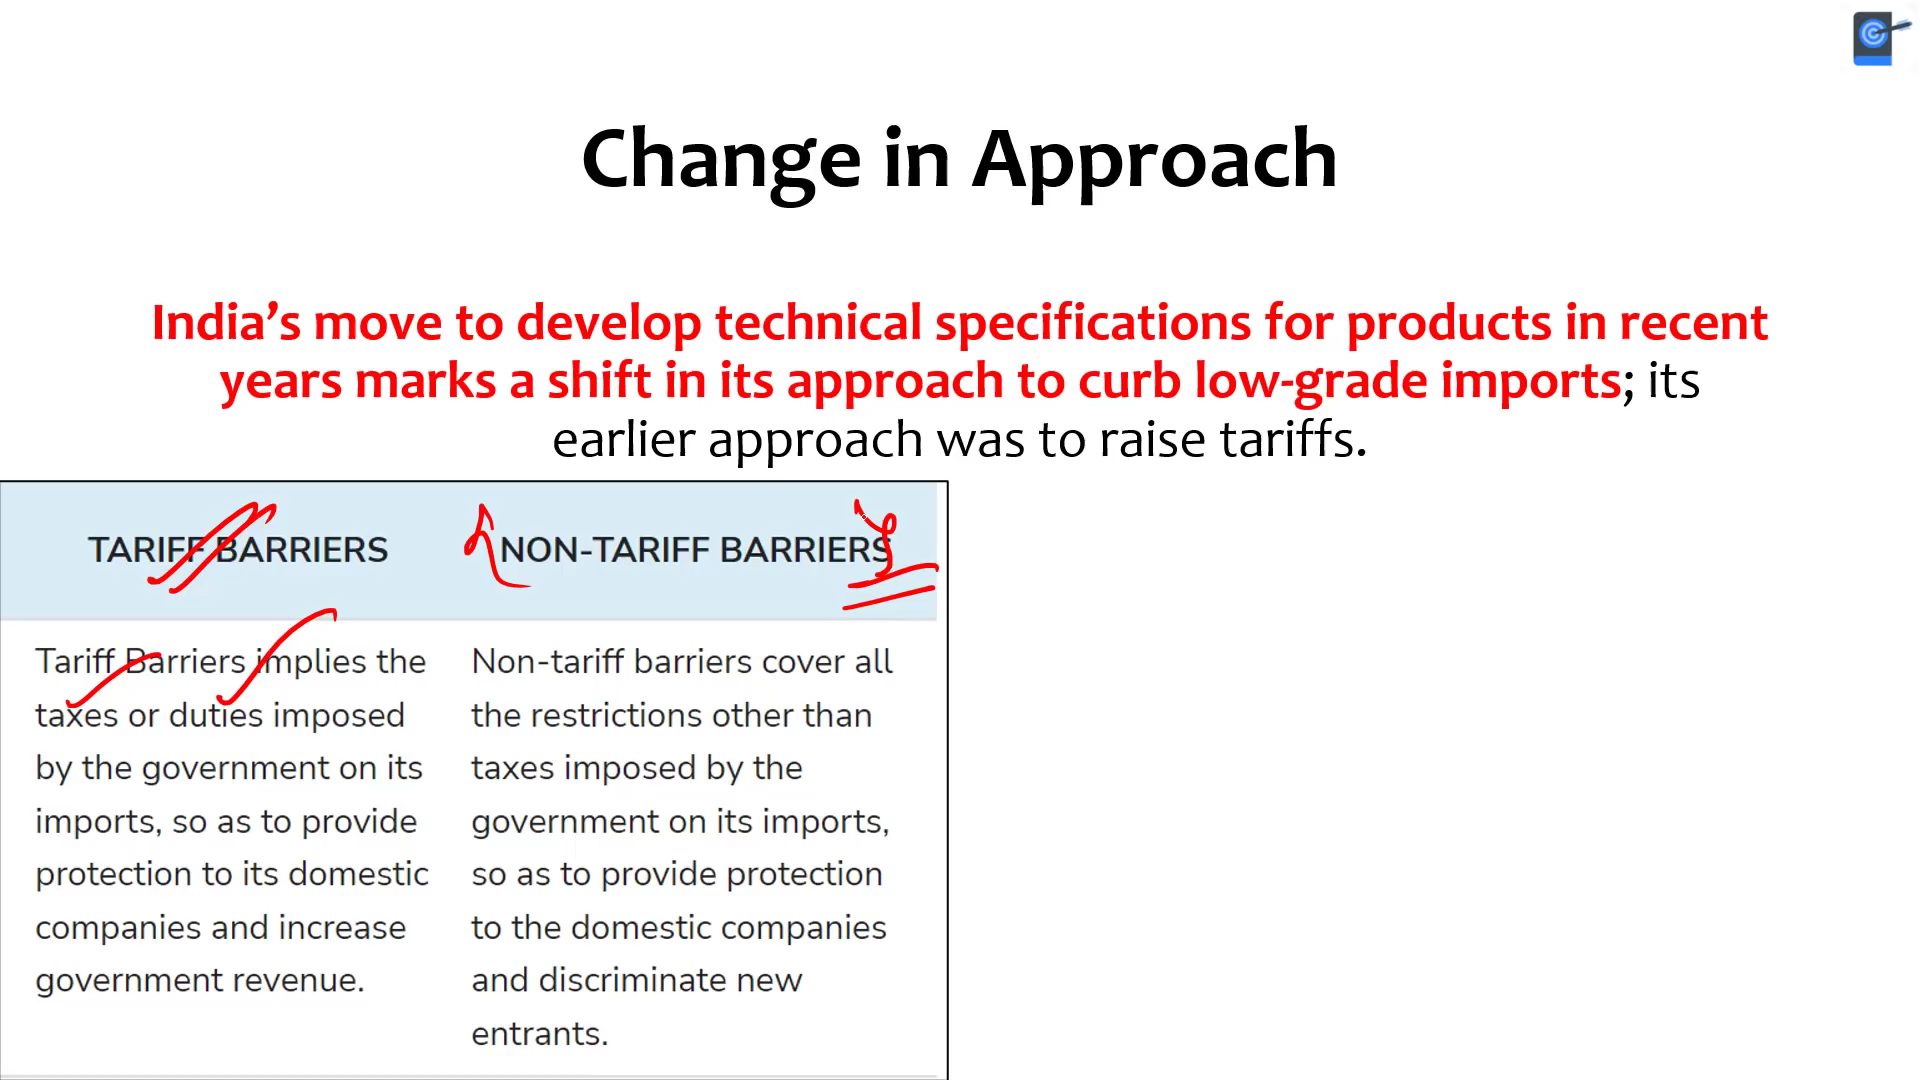 Change in Approach
India’s move to develop technical specifications for products in recent
years marks a shift in its approach to curb low-grade imports; its
earlier approach was to raise tariffs.
TARIFF BARRIERS
NON-TARIFF BARRIERS
Tariff Barriers implies the
taxes or duties imposed
by the government on its
imports, so as to provide
protection to its domestic
companies and increase
government revenue.
Non-tariff barriers cover all
the restrictions other than
taxes imposed by the
government on its imports,
so as to provide protection
to the domestic companies
and discriminate new
entrants.